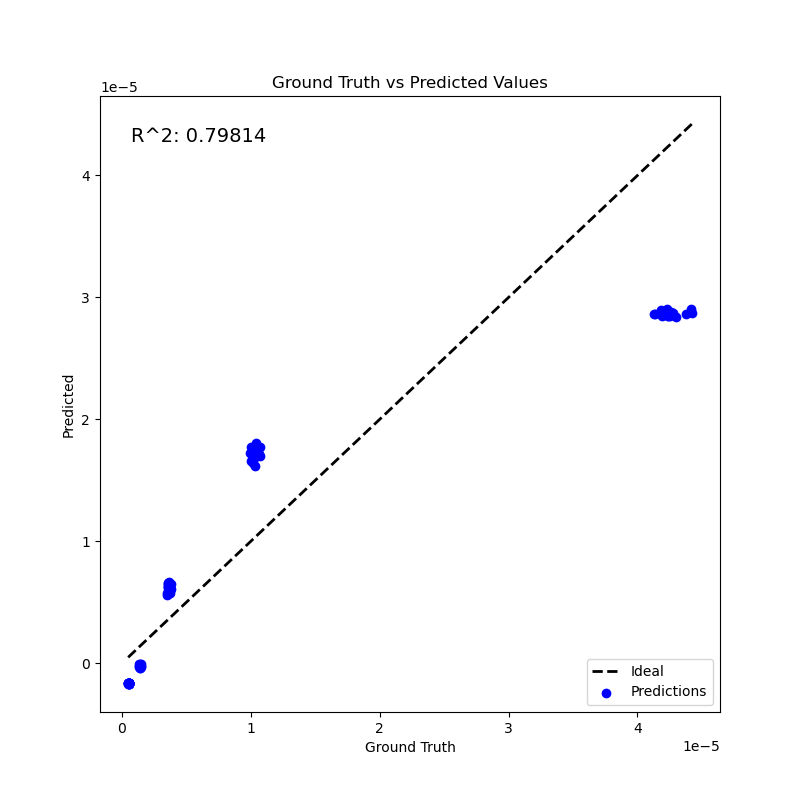 Ground Truth vs Predicted Values
1e−5
R^2: 0.79814
4
3
2
1
0
Predicted
Ideal
Predictions
0 1 2 3 4
Ground Truth
1e−5